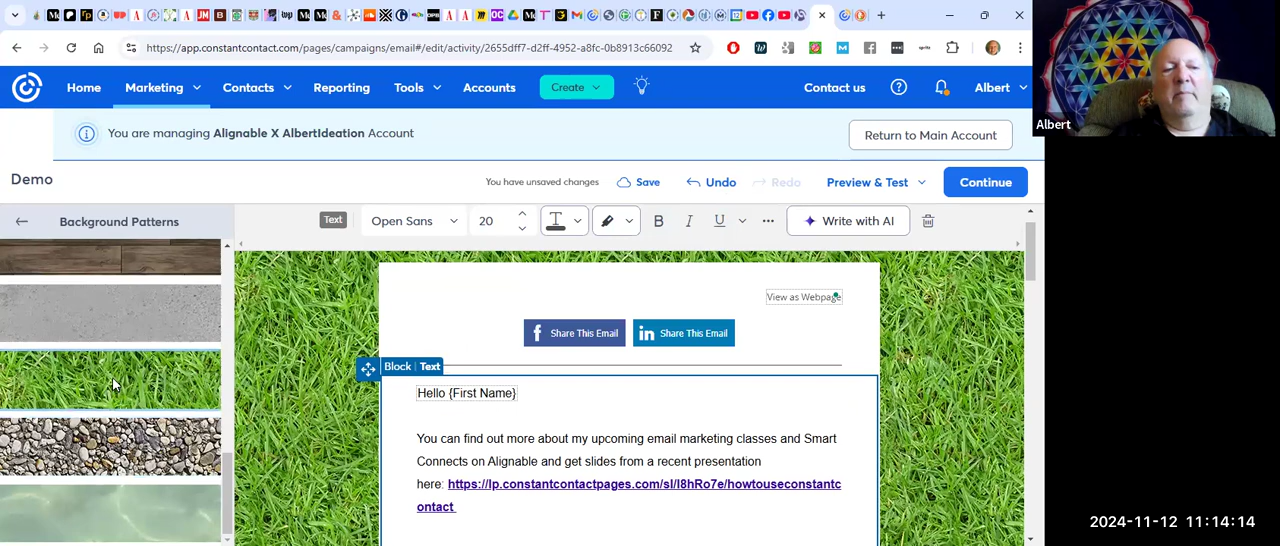 https://app.constantcontact.com/pages/campaigns/email#/edit/activity/2655dff7-d2ff-4952-a8fc-0b8913c66092
Home
Marketing
Contacts
Reporting
Tools
Accounts
Create
Contact us
Albert
Albert
You are managing Alignable X AlbertIdeation Account
Return to Main Account
Demo
You have unsaved changes
Save
Undo
Redo
Preview & Test
Continue
Background Patterns
Text
Open Sans
20
B
I
U
Write with AI
View as Webpage
Share This Email
Share This Email
Block | Text
Hello {First Name}
You can find out more about my upcoming email marketing classes and Smart
Connects on Alignable and get slides from a recent presentation
here: https://lp.constantcontactpages.com/sl/I8hRo7e/howtouseconstantc
ontact
2024-11-12 11:14:14